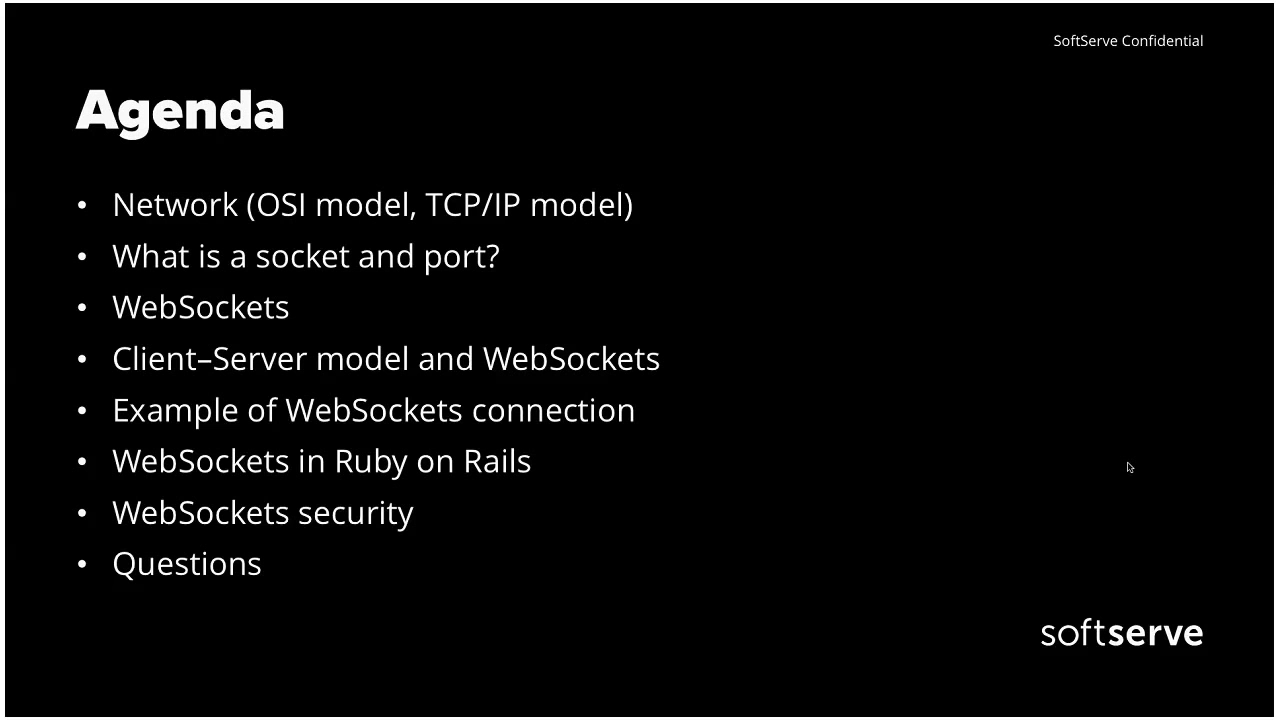 SoftServe Confidential
Agenda
• Network (OSI model, TCP/IP model)
• What is a socket and port?
• WebSockets
• Client–Server model and WebSockets
• Example of WebSockets connection
• WebSockets in Ruby on Rails
• WebSockets security
• Questions
softserve